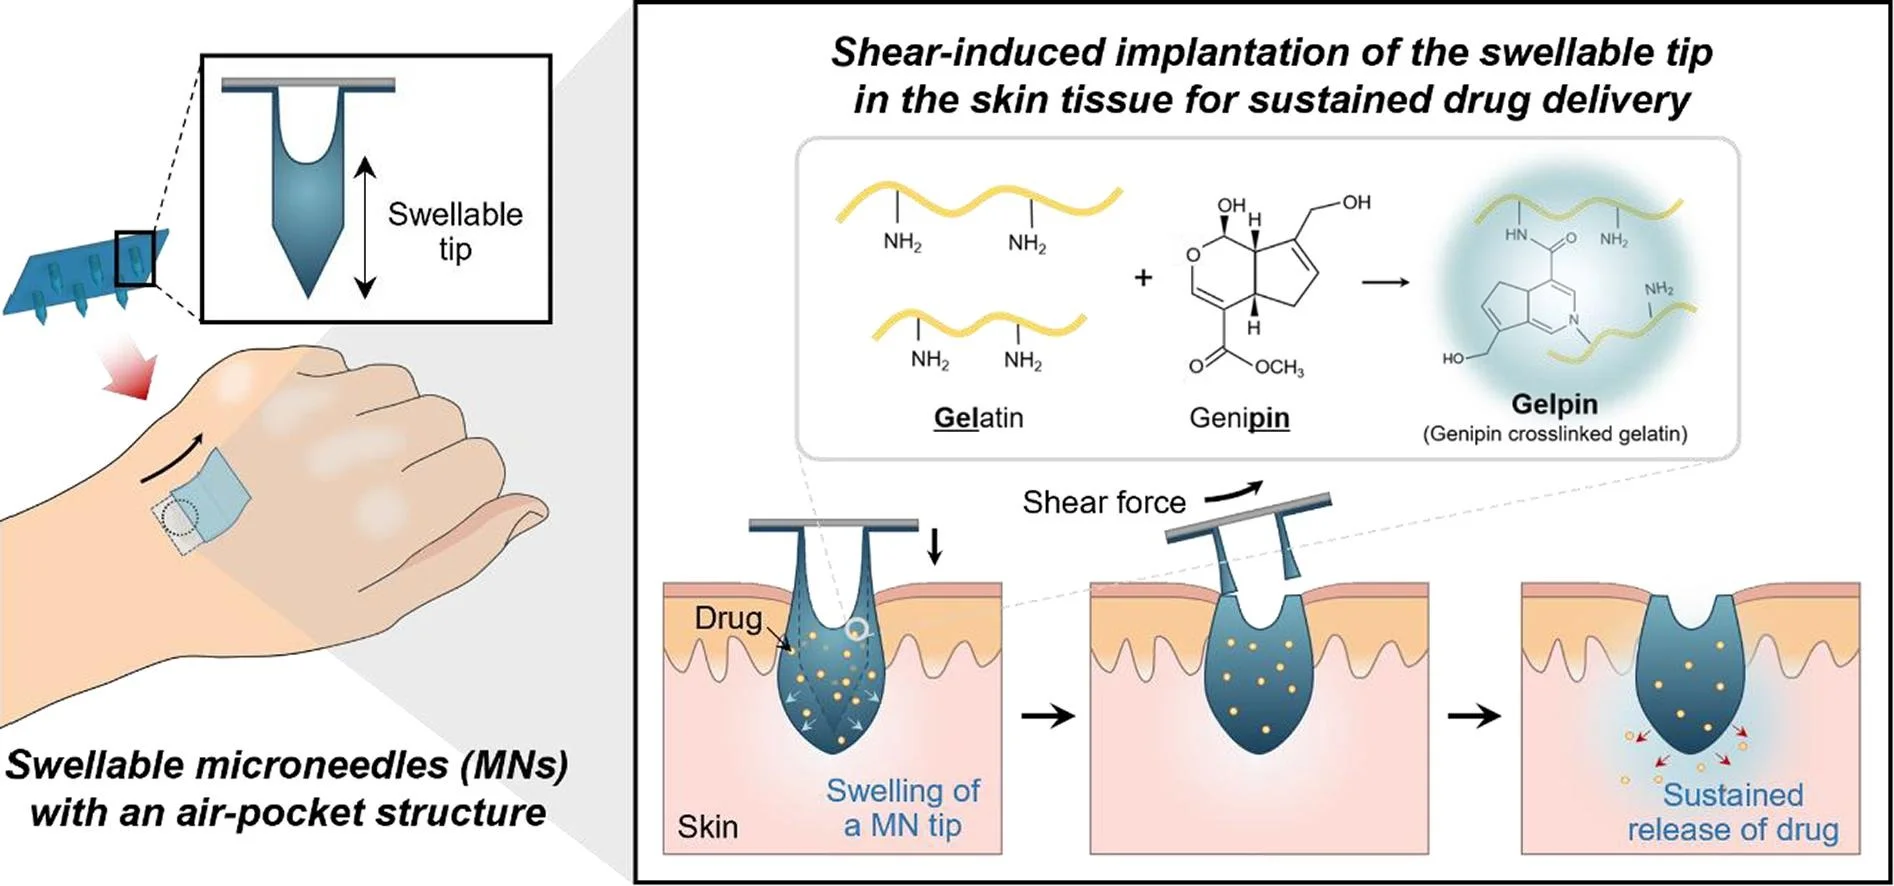 Swellable
tip
Swellable microneedles (MNs)
with an air-pocket structure
Shear-induced implantation of the swellable tip
in the skin tissue for sustained drug delivery
NH2
NH2
NH2
NH2
Gelatin
+
OH
H
OH
O
H
O
OCH3
Genipin
HN
O
NH2
NH2
N
HO
Gelpin
(Genipin crosslinked gelatin)
Shear force
Drug
Swelling of
a MN tip
Skin
Sustained
release of drug